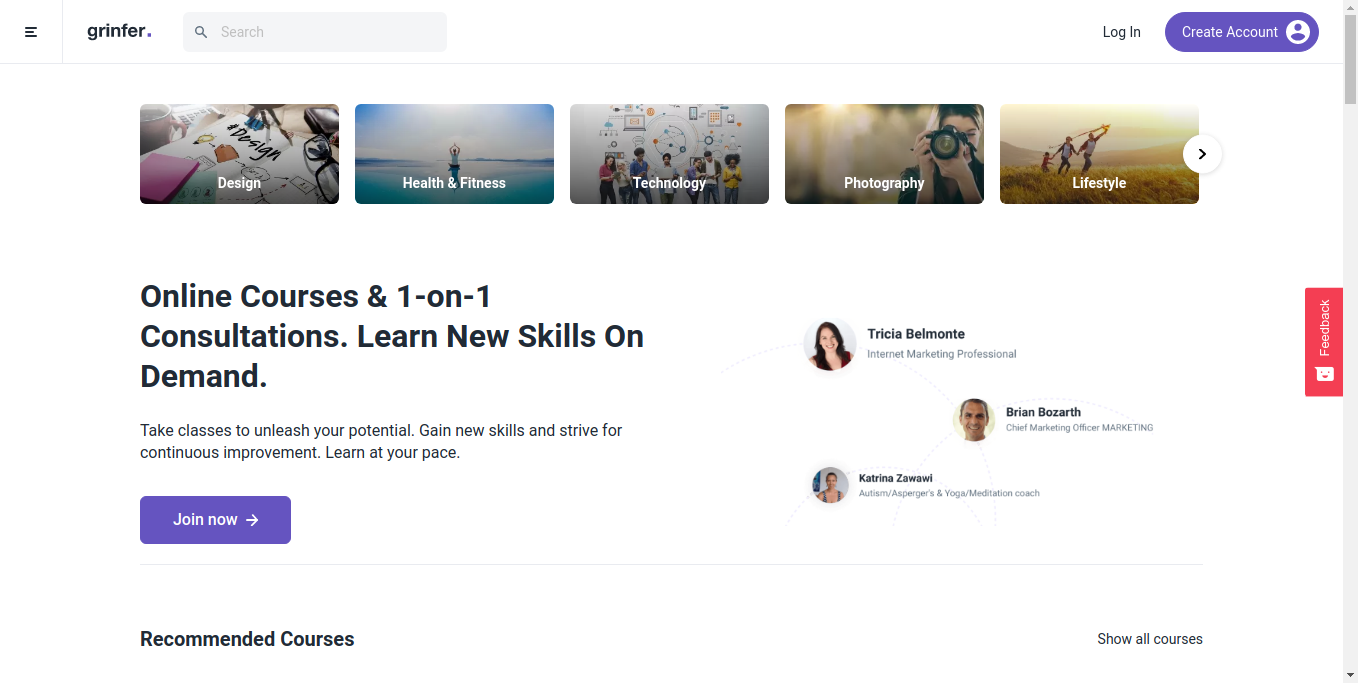 grinfer.
Search
Log In
Create Account
#Design
Design
Health & Fitness
Technology
Photography
Lifestyle
Online Courses & 1-on-1
Consultations. Learn New Skills On
Demand.
Take classes to unleash your potential. Gain new skills and strive for
continuous improvement. Learn at your pace.
Join now
Tricia Belmonte
Internet Marketing Professional
Brian Bozarth
Chief Marketing Officer MARKETING
Katrina Zawawi
Autism/Asperger's & Yoga/Meditation coach
Feedback
Recommended Courses
Show all courses